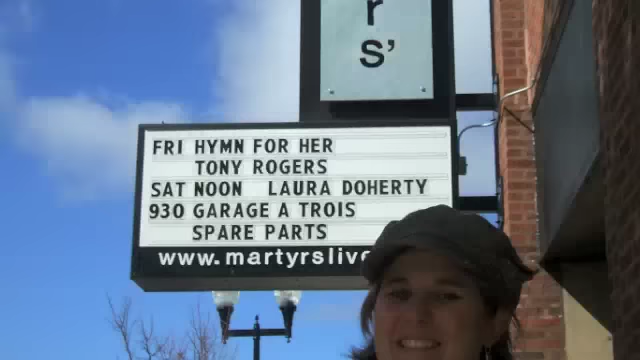 r
s'
FRI HYMN FOR HER
TONY ROGERS
SAT NOON LAURA DOHERTY
930 GARAGE A TROIS
SPARE PARTS
www.martyrslive